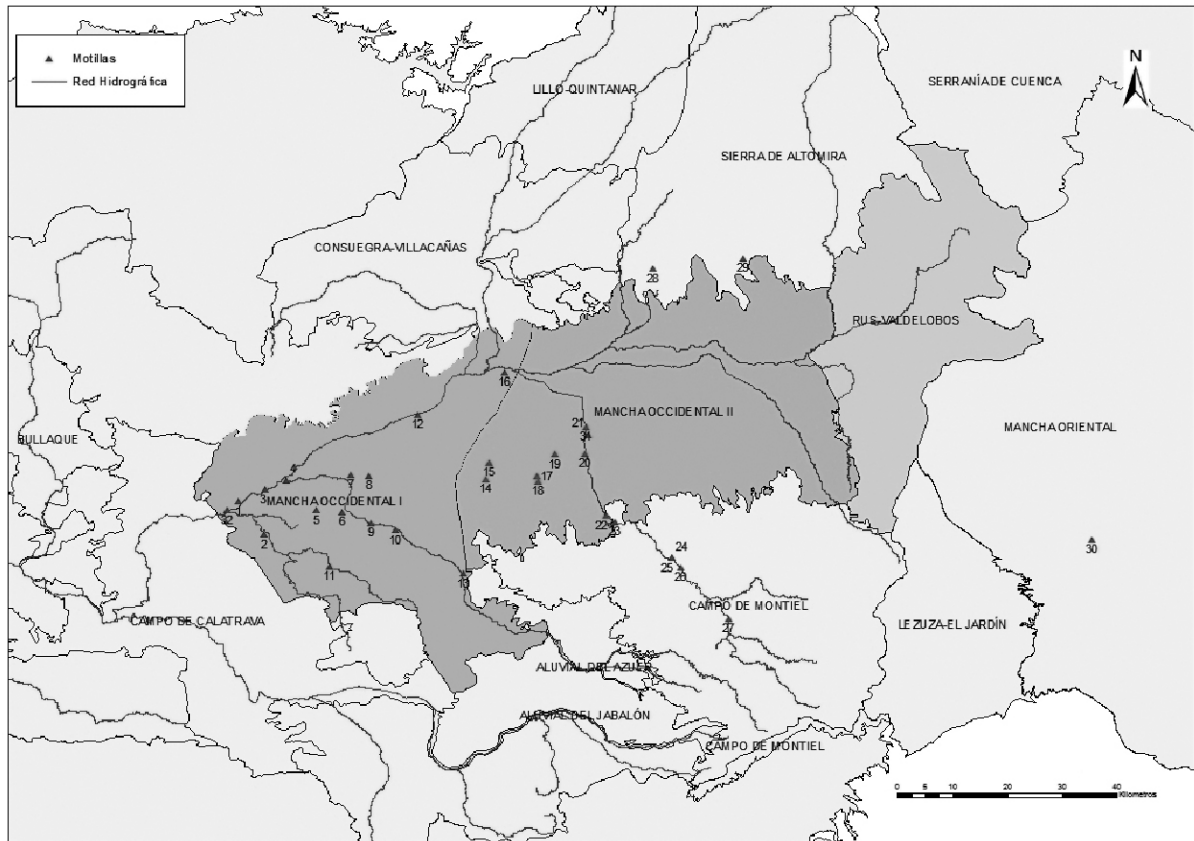 Motillas
Red Hidrográfica
N
LILLO-QUINTANAR
SERRANÍA DE CUENCA
SIERRA DE ALTOMIRA
CONSUEGRA-VILLACAÑAS
28
29
RUS-VALDELOBOS
16
12
21
MANCHA OCCIDENTAL II
BULLAQUE
MANCHA ORIENTAL
4
15
19
20
7
8
14
17
18
3
MANCHA OCCIDENTAL I
5
6
9
10
22
2
30
24
25
26
11
13
CAMPO DE MONTIEL
27
CAMPO DE CALATRAVA
LEZUZA-EL JARDÍN
ALUVIAL DEL AZUER
ALUVIAL DEL JABALÓN
CAMPO DE MONTIEL
0 5 10 20 30 40
Kilometros